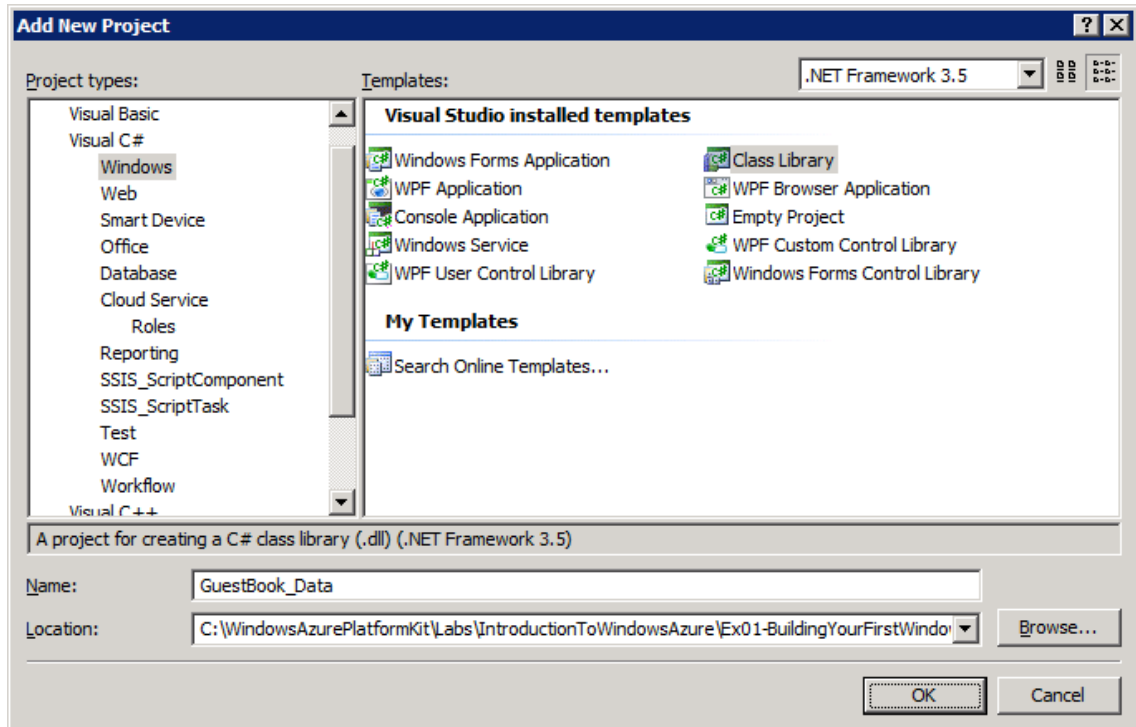 Add New Project
Project types:
Templates:
.NET Framework 3.5
Visual Basic
Visual C#
Windows
Web
Smart Device
Office
Database
Cloud Service
Roles
Reporting
SSIS_ScriptComponent
SSIS_ScriptTask
Test
WCF
Workflow
Visual C++
Visual Studio installed templates
Windows Forms Application
Class Library
WPF Application
WPF Browser Application
Console Application
Empty Project
Windows Service
WPF Custom Control Library
WPF User Control Library
Windows Forms Control Library
My Templates
Search Online Templates...
A project for creating a C# class library (.dll) (.NET Framework 3.5)
Name:
GuestBook_Data
Location:
C:\WindowsAzurePlatformKit\Labs\IntroductionToWindowsAzure\Ex01-BuildingYourFirstWindov
Browse...
OK
Cancel